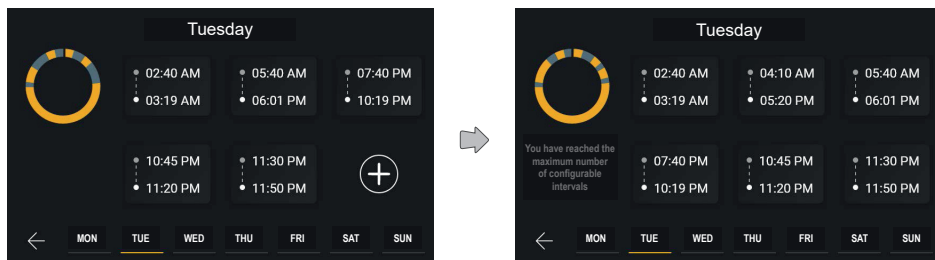 Tuesday
02:40 AM
03:19 AM
05:40 AM
06:01 PM
07:40 PM
10:19 PM
10:45 PM
11:20 PM
11:30 PM
11:50 PM
MON TUE WED THU FRI SAT SUN
Tuesday
02:40 AM
03:19 AM
04:10 AM
05:20 PM
05:40 AM
06:01 PM
You have reached the
maximum number
of configurable
intervals
07:40 PM
10:19 PM
10:45 PM
11:20 PM
11:30 PM
11:50 PM
MON TUE WED THU FRI SAT SUN